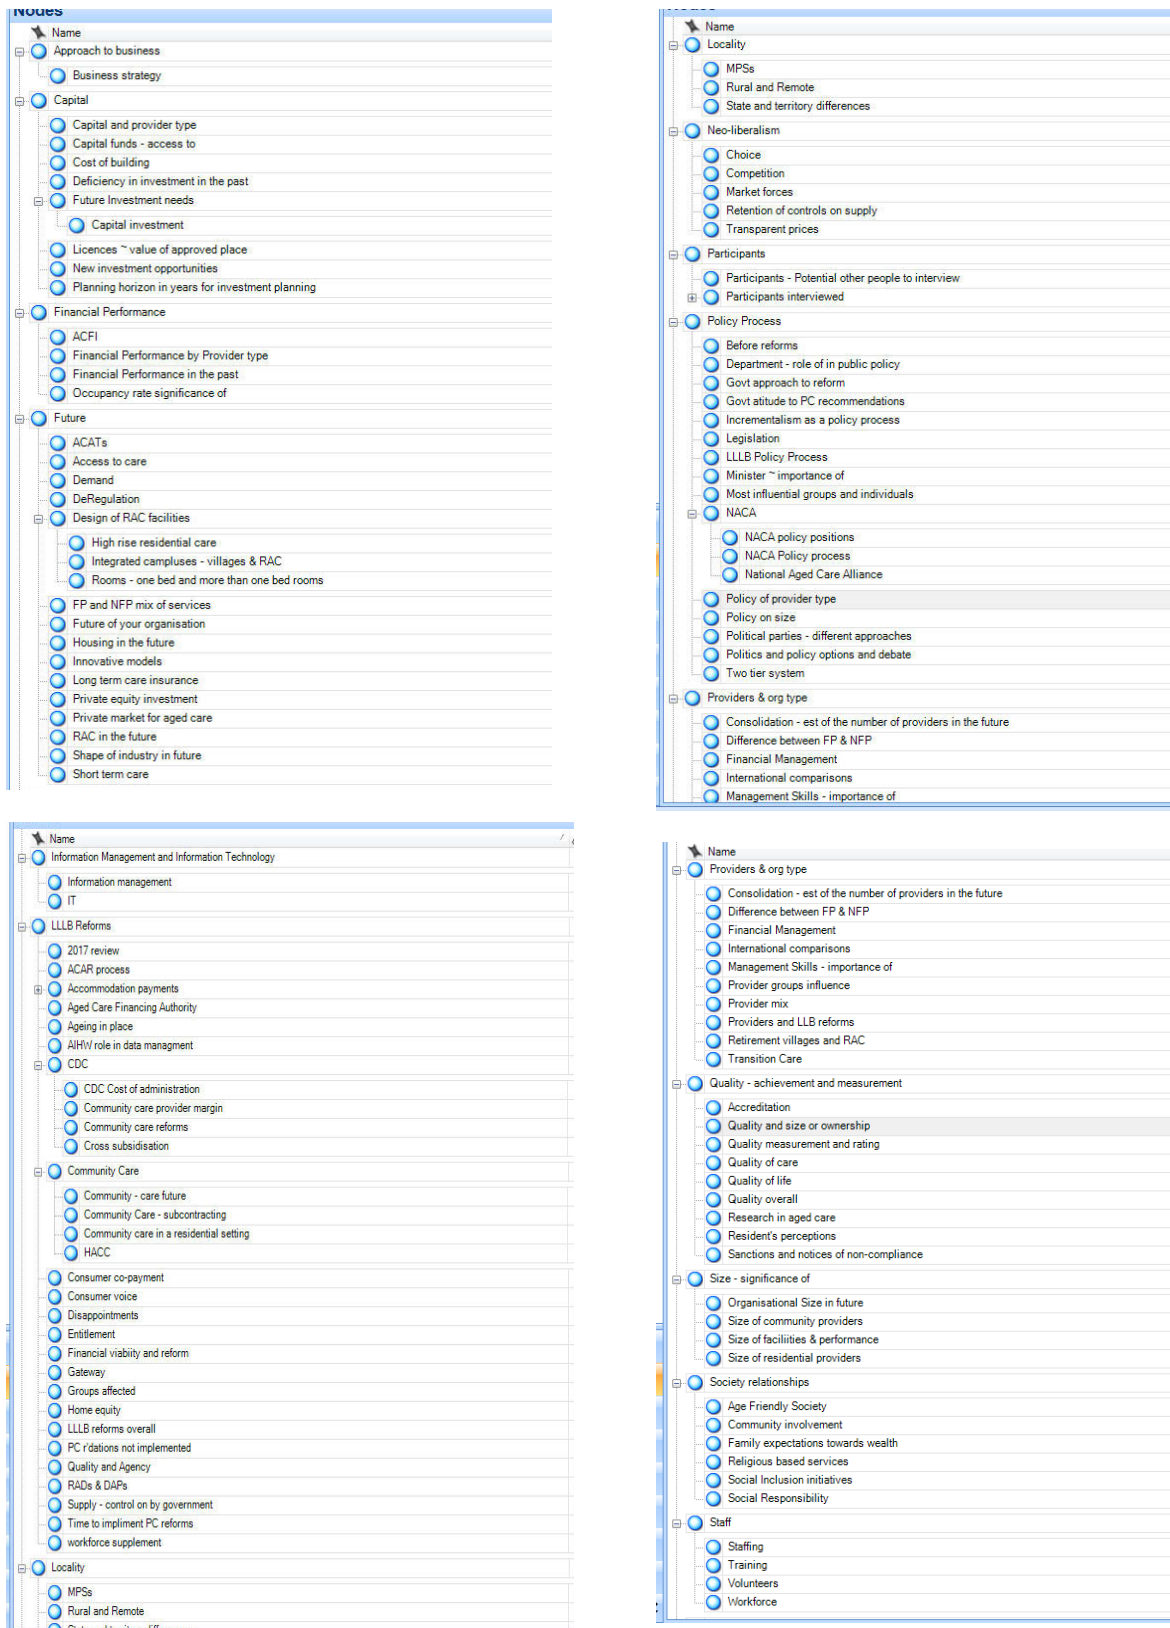 Nodes
Name
Approach to business
Business strategy
Capital
Capital and provider type
Capital funds - access to
Cost of building
Deficiency in investment in the past
Future Investment needs
Capital investment
Licences ~ value of approved place
New investment opportunities
Planning horizon in years for investment planning
Financial Performance
ACFI
Financial Performance by Provider type
Financial Performance in the past
Occupancy rate significance of
Future
ACATs
Access to care
Demand
DeRegulation
Design of RAC facilities
High rise residential care
Integrated campluses - villages & RAC
Rooms - one bed and more than one bed rooms
FP and NFP mix of services
Future of your organisation
Housing in the future
Innovative models
Long term care insurance
Private equity investment
Private market for aged care
RAC in the future
Shape of industry in future
Short term care
Name
Locality
MPSs
Rural and Remote
State and territory differences
Neo-liberalism
Choice
Competition
Market forces
Retention of controls on supply
Transparent prices
Participants
Participants - Potential other people to interview
Participants interviewed
Policy Process
Before reforms
Department - role of in public policy
Govt approach to reform
Govt atitude to PC recommendations
Incrementalism as a policy process
Legislation
LLLB Policy Process
Minister ~ importance of
Most influential groups and individuals
NACA
NACA policy positions
NACA Policy process
National Aged Care Alliance
Policy of provider type
Policy on size
Political parties - different approaches
Politics and policy options and debate
Two tier system
Providers & org type
Consolidation - est of the number of providers in the future
Difference between FP & NFP
Financial Management
International comparisons
Management Skills - importance of
Name
Information Management and Information Technology
Information management
IT
LLLB Reforms
2017 review
ACAR process
Accommodation payments
Aged Care Financing Authority
Ageing in place
AIHW role in data managment
CDC
CDC Cost of administration
Community care provider margin
Community care reforms
Cross subsidisation
Community Care
Community - care future
Community Care - subcontracting
Community care in a residential setting
HACC
Consumer co-payment
Consumer voice
Disappointments
Entitlement
Financial viabiity and reform
Gateway
Groups affected
Home equity
LLLB reforms overall
PC r'dations not implemented
Quality and Agency
RADs & DAPs
Supply - control on by government
Time to impliment PC reforms
workforce supplement
Locality
MPSs
Rural and Remote
Name
Providers & org type
Consolidation - est of the number of providers in the future
Difference between FP & NFP
Financial Management
International comparisons
Management Skills - importance of
Provider groups influence
Provider mix
Providers and LLB reforms
Retirement villages and RAC
Transition Care
Quality - achievement and measurement
Accreditation
Quality and size or ownership
Quality measurement and rating
Quality of care
Quality of life
Quality overall
Research in aged care
Resident's perceptions
Sanctions and notices of non-compliance
Size - significance of
Organisational Size in future
Size of community providers
Size of faciliities & performance
Size of residential providers
Society relationships
Age Friendly Society
Community involvement
Family expectations towards wealth
Religious based services
Social Inclusion initiatives
Social Responsibility
Staff
Staffing
Training
Volunteers
Workforce